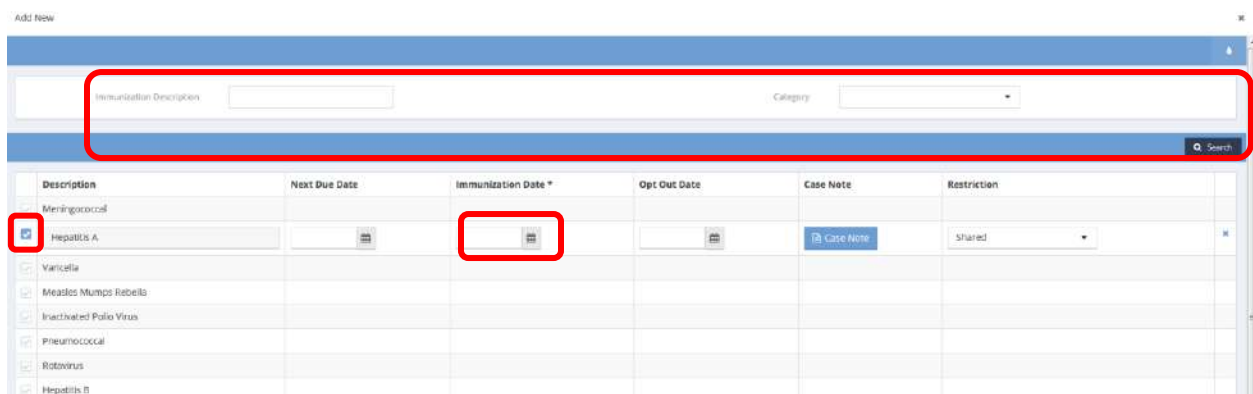 Add New
Immunization Description Category
Search
Description Next Due Date Immunization Date * Opt Out Date Case Note Restriction
Meningococcal
Hepatitis A Case Note Shared
Varicella
Measles Mumps Rebella
Inactivated Polio Virus
Pneumococcal
Rotavirus
Hepatitis B